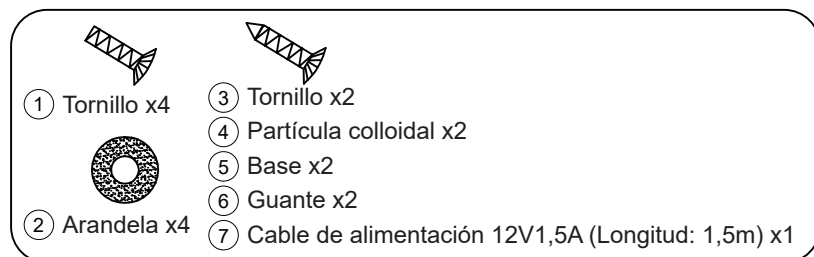 ① Tornillo x4
② Arandela x4
③ Tornillo x2
④ Partícula colloidal x2
⑤ Base x2
⑥ Guante x2
⑦ Cable de alimentación 12V1,5A (Longitud: 1,5m) x1